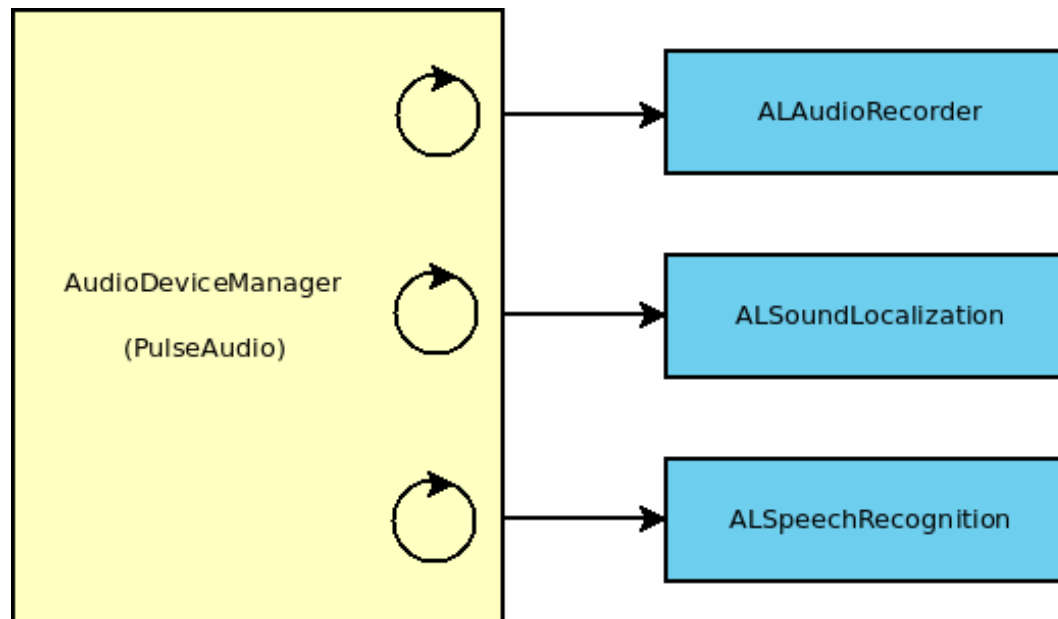 ALAudioRecorder
AudioDeviceManager
(PulseAudio)
ALSoundLocalization
ALSpeechRecognition